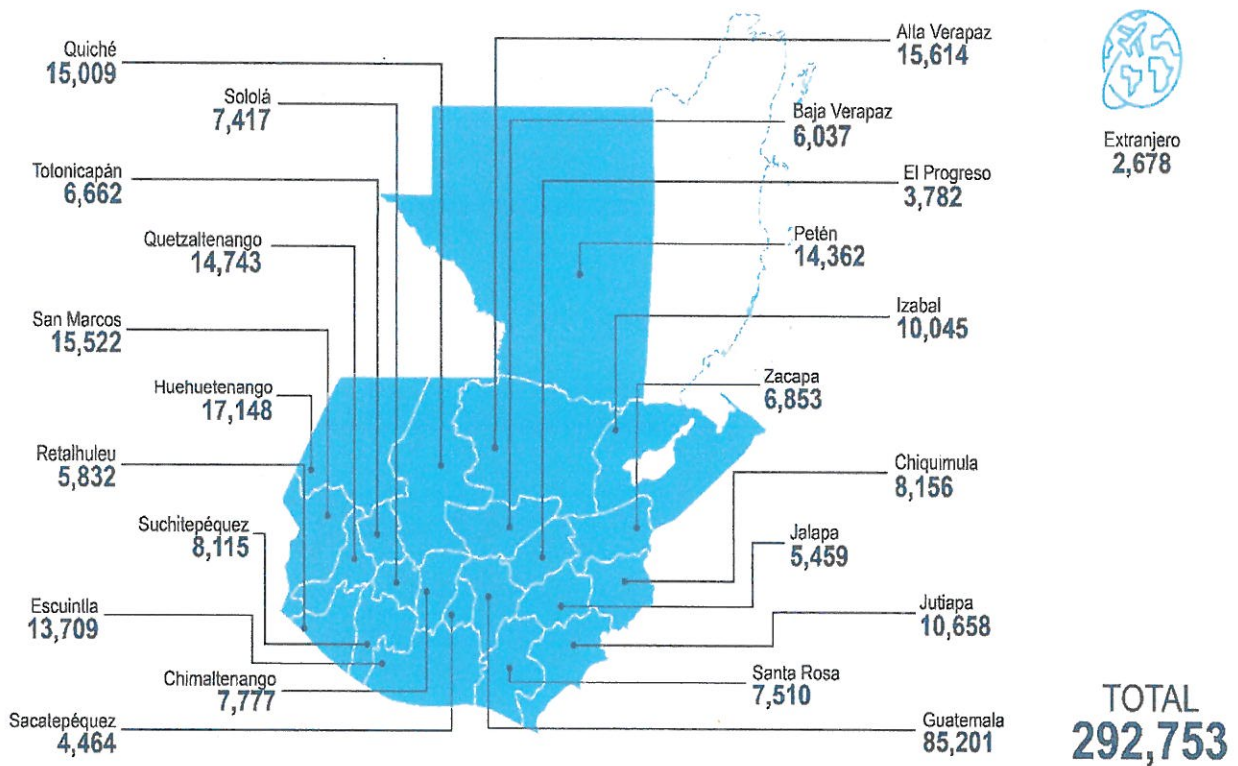 Quiché
15,009
Sololá
7,417
Tolonicapán
6,662
Quetzaltenango
14,743
San Marcos
15,522
Huehuetenango
17,148
Retalhuleu
5,832
Suchitepéquez
8,115
Escuintla
13,709
Chimaltenango
7,777
Sacatepéquez
4,464
Alta Verapaz
15,614
Baja Verapaz
6,037
El Progreso
3,782
Petén
14,362
Izabal
10,045
Zacapa
6,853
Chiquimula
8,156
Jalapa
5,459
Jutiapa
10,658
Santa Rosa
7,510
Guatemala
85,201
Extranjero
2,678
TOTAL
292,753